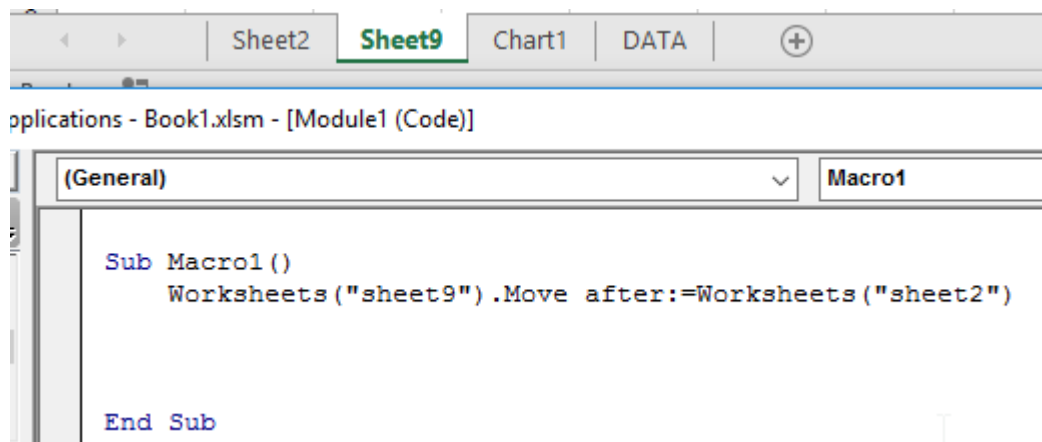 Sheet2 Sheet9 Chart1 DATA
pplications - Book1.xlsm - [Module1 (Code)]
(General) Macro1
Sub Macro1()
Worksheets("sheet9").Move after:=Worksheets("sheet2")
End Sub